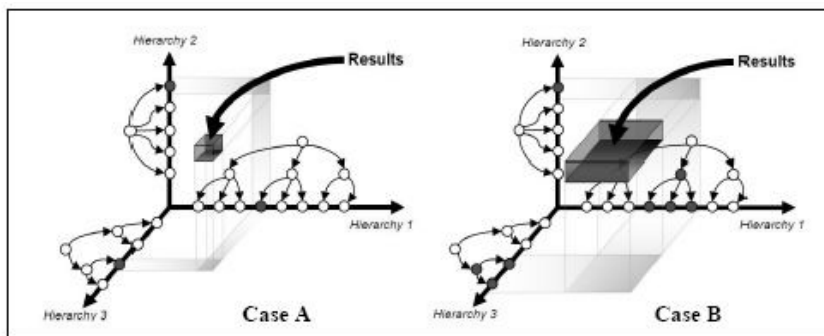 Hierarchy 2
Results
Hierarchy 1
Hierarchy 3
Case A
Hierarchy 2
Results
Hierarchy 1
Hierarchy 3
Case B